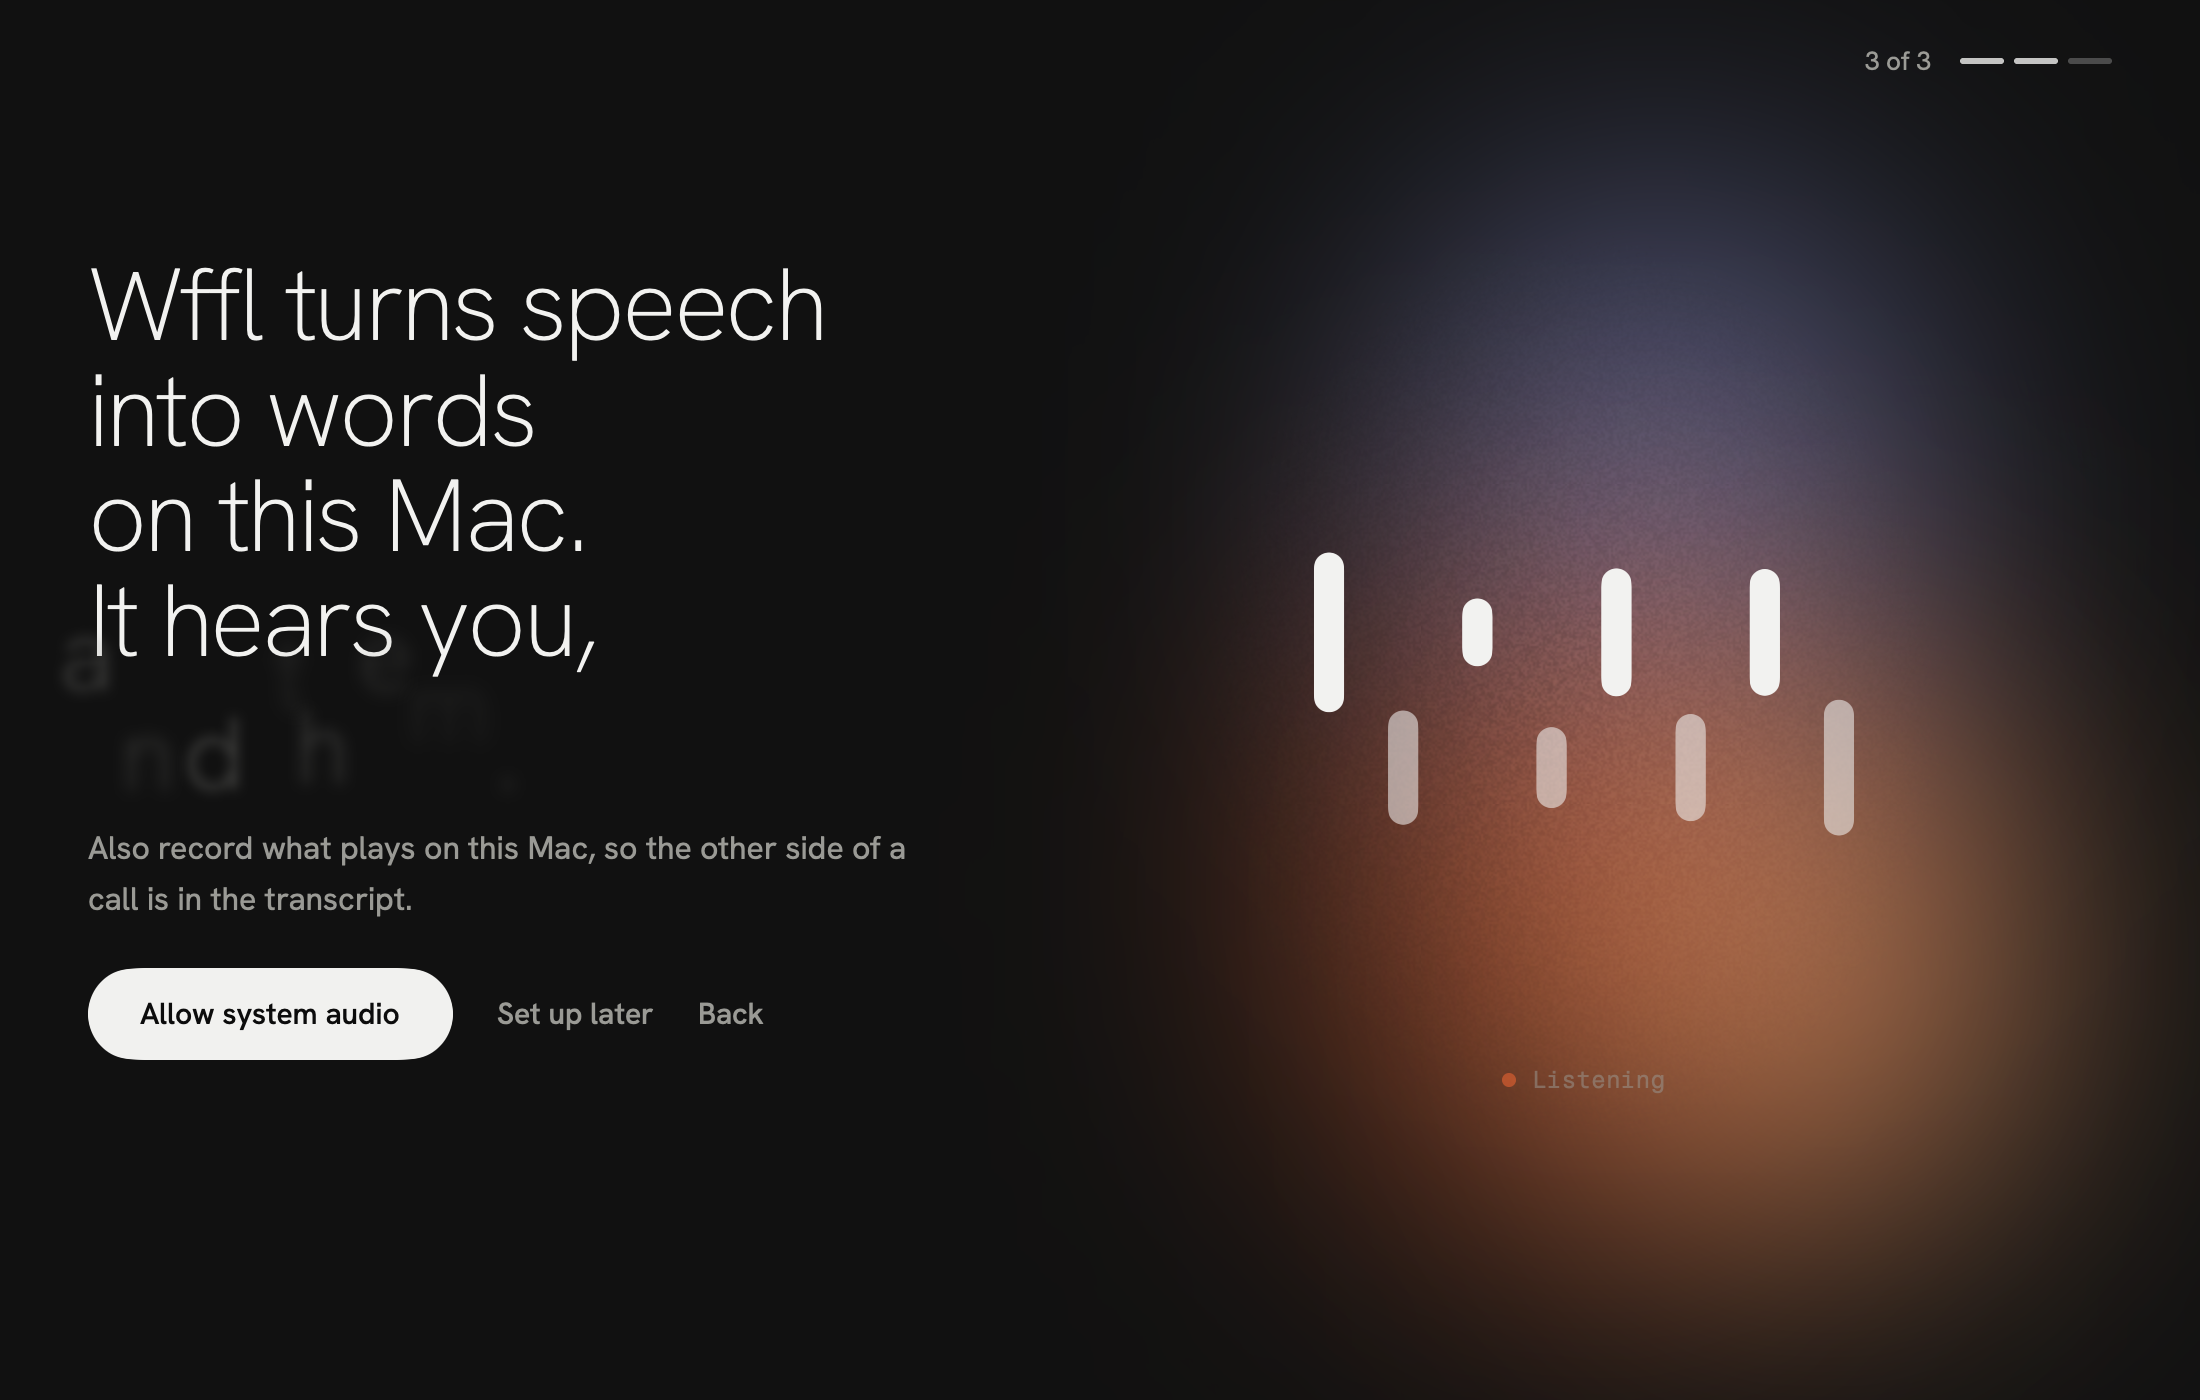 3 of 3
Wffl turns speech
into words
on this Mac.
It hears you,
and them.
Also record what plays on this Mac, so the other side of a
call is in the transcript.
Allow system audio
Set up later
Back
Listening